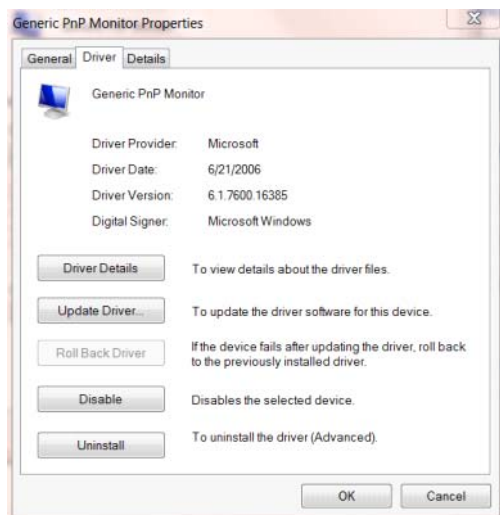 Generic PnP Monitor Properties
General Driver Details
Generic PnP Monitor
Driver Provider: Microsoft
Driver Date: 6/21/2006
Driver Version: 6.1.7600.16385
Digital Signer: Microsoft Windows
Driver Details To view details about the driver files.
Update Driver... To update the driver software for this device.
Roll Back Driver If the device fails after updating the driver, roll back
to the previously installed driver.
Disable Disables the selected device.
Uninstall To uninstall the driver (Advanced).
OK Cancel